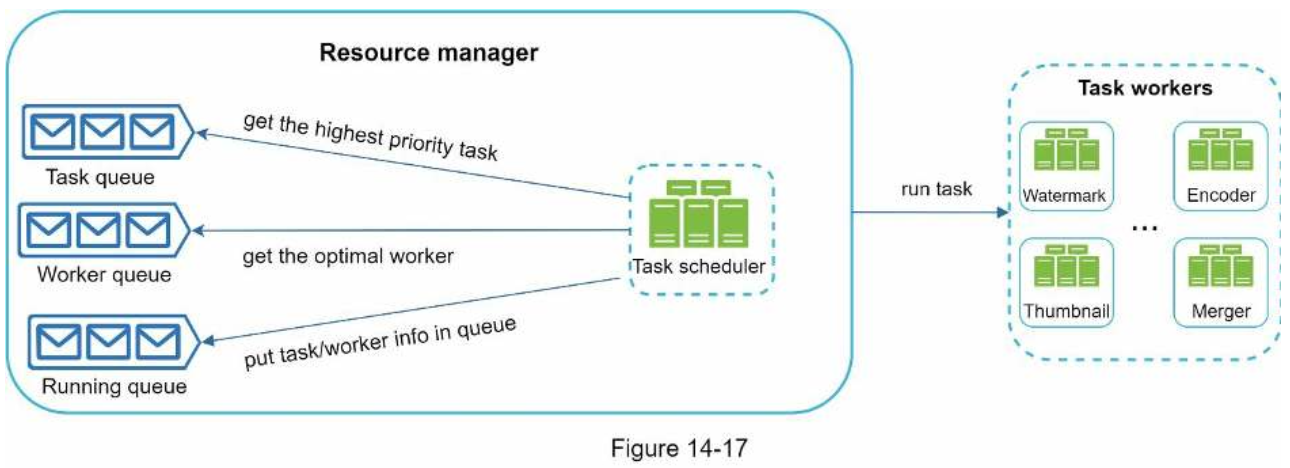 Resource manager
get the highest priority task
Task queue
get the optimal worker
Worker queue
put task/worker info in queue
Running queue
Task scheduler
run task
Task workers
Watermark
Encoder
...
Thumbnail
Merger
Figure 14-17